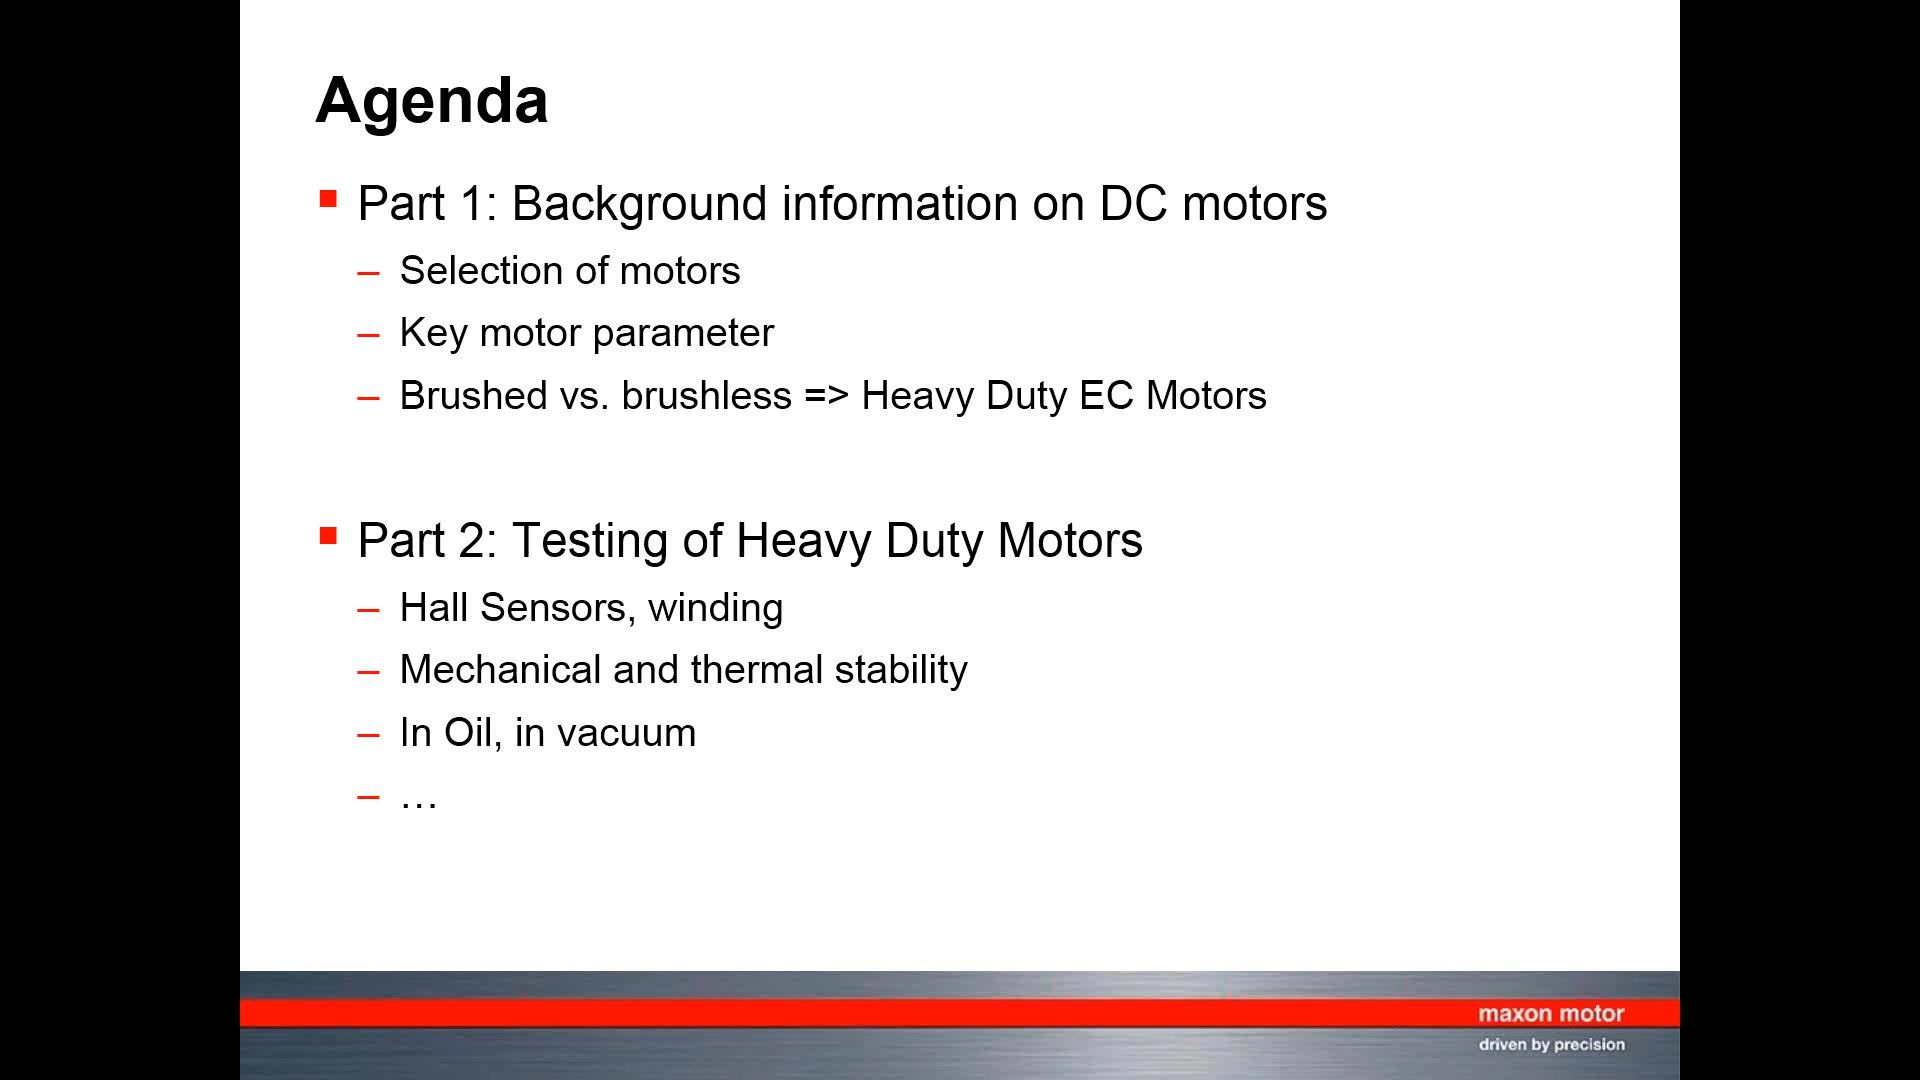 Agenda
Part 1: Background information on DC motors
– Selection of motors
– Key motor parameter
– Brushed vs. brushless => Heavy Duty EC Motors
Part 2: Testing of Heavy Duty Motors
– Hall Sensors, winding
– Mechanical and thermal stability
– In Oil, in vacuum
– …
maxon motor
driven by precision